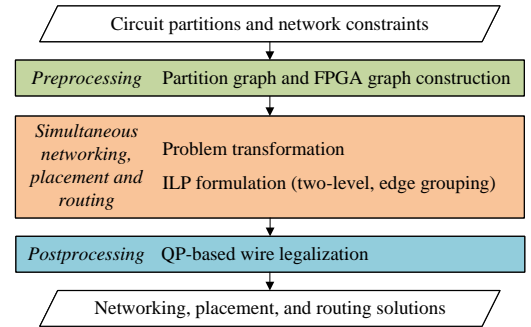 Circuit partitions and network constraints
Preprocessing Partition graph and FPGA graph construction
Simultaneous
networking,
placement and
routing
Problem transformation
ILP formulation (two-level, edge grouping)
Postprocessing QP-based wire legalization
Networking, placement, and routing solutions